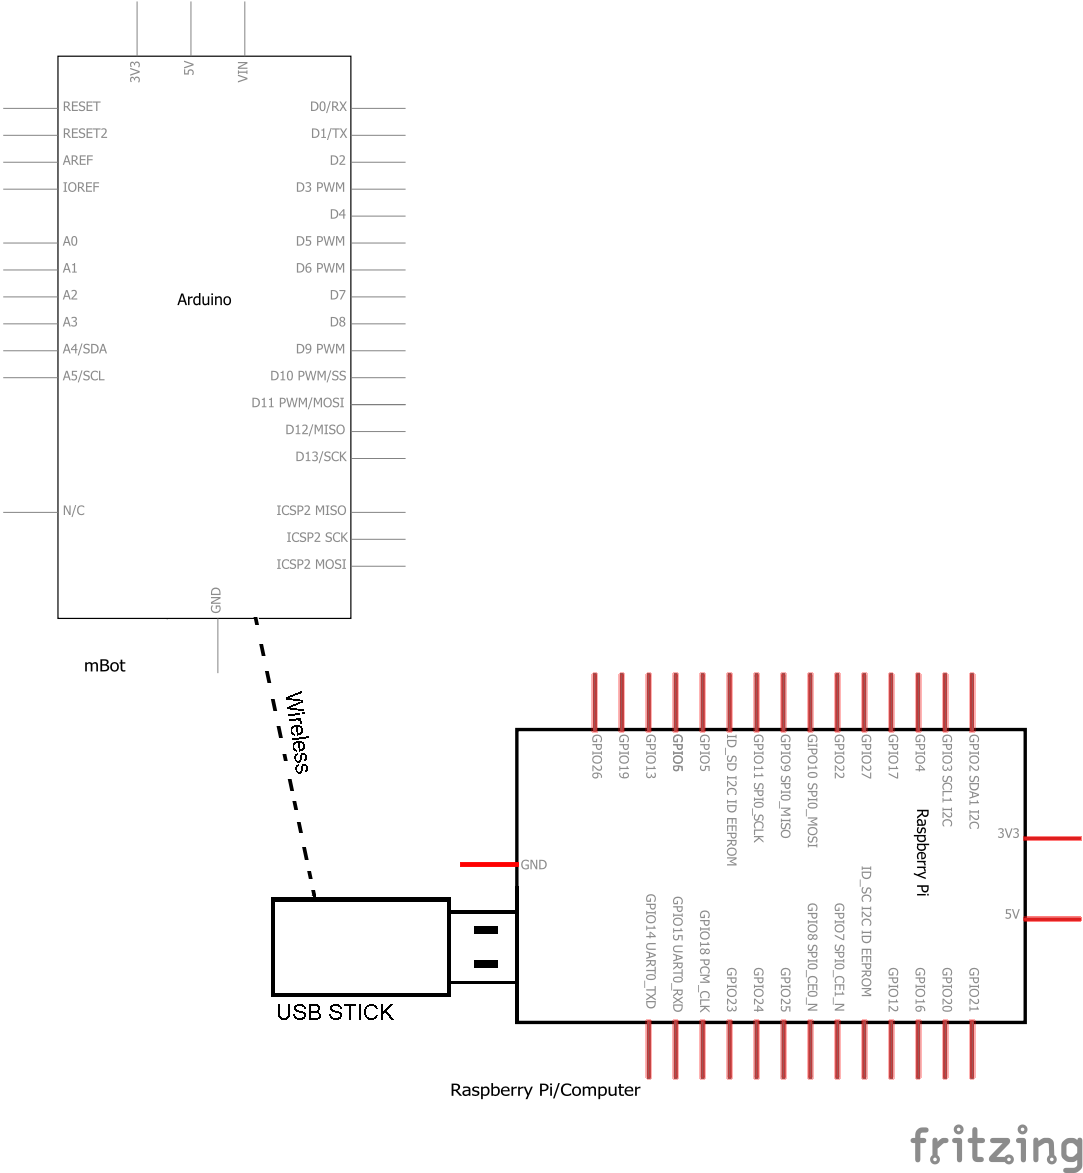 3V3
5V
VIN
RESET
RESET2
AREF
IOREF
A0
A1
A2
A3
A4/SDA
A5/SCL
N/C
Arduino
D0/RX
D1/TX
D2
D3 PWM
D4
D5 PWM
D6 PWM
D7
D8
D9 PWM
D10 PWM/SS
D11 PWM/MOSI
D12/MISO
D13/SCK
ICSP2 MISO
ICSP2 SCK
ICSP2 MOSI
GND
mBot
Wireless
USB STICK
GPIO26
GPIO19
GPIO13
GPIO6
GPIO5
ID_SD I2C ID EEPROM
GPIO11 SPI0_SCLK
GPIO9 SPI0_MISO
GIPO10 SPI0_MOSI
GPIO22
GPIO27
GPIO17
GPIO4
GPIO3 SCL1 I2C
GPIO2 SDA1 I2C
GND
Raspberry Pi
3V3
5V
GPIO14 UART0_TXD
GPIO15 UART0_RXD
GPIO18 PCM_CLK
GPIO23
GPIO24
GPIO25
GPIO8 SPI0_CE0_N
GPIO7 SPI0_CE1_N
ID_SC I2C ID EEPROM
GPIO12
GPIO16
GPIO20
GPIO21
Raspberry Pi/Computer
fritzing